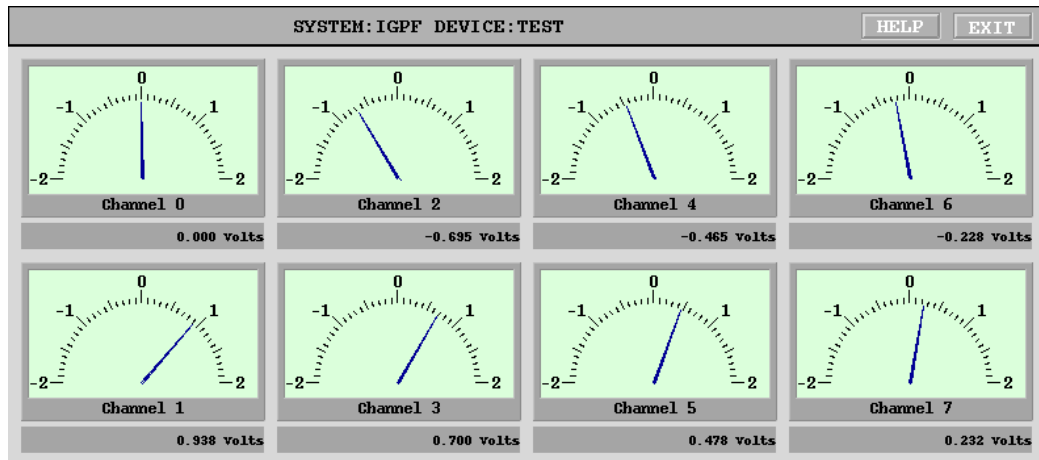 SYSTEM:IGPF DEVICE:TEST HELP EXIT
0 0 0 0
-1 1 -1 1 -1 1 -1 1
-2 2 -2 2 -2 2 -2 2
Channel 0 Channel 2 Channel 4 Channel 6
0.000 Volts -0.695 Volts -0.465 Volts -0.228 Volts
0 0 0 0
-1 1 -1 1 -1 1 -1 1
-2 2 -2 2 -2 2 -2 2
Channel 1 Channel 3 Channel 5 Channel 7
0.938 Volts 0.700 Volts 0.478 Volts 0.232 Volts